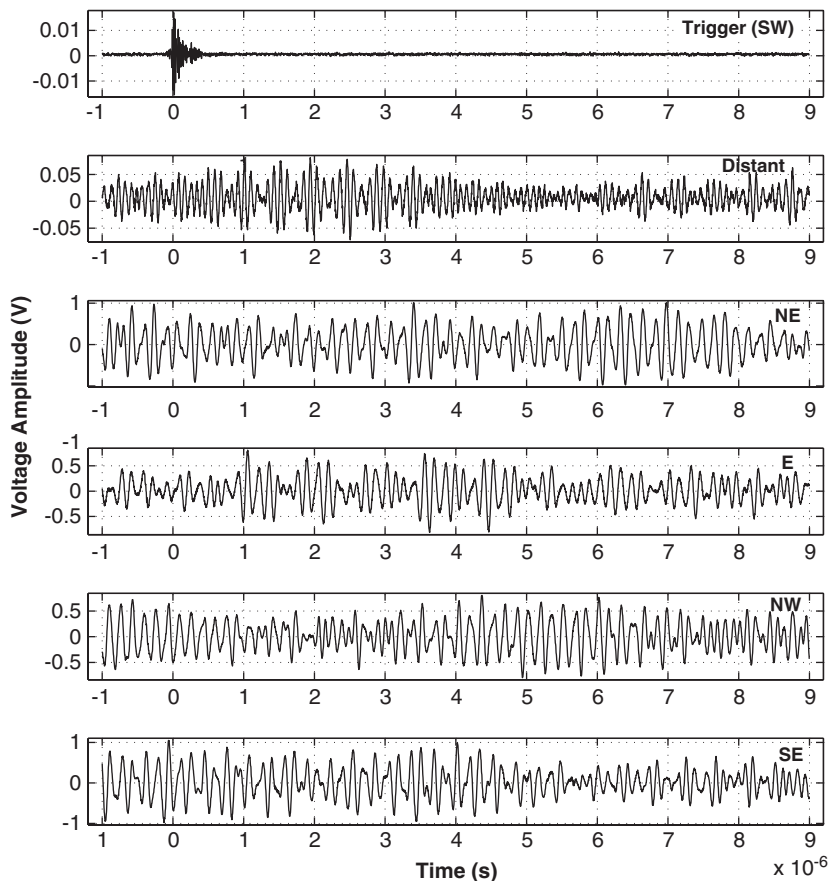 Trigger (SW)
0.01
0
-0.01
-1 0 1 2 3 4 5 6 7 8 9
Distant
0.05
0
-0.05
-1 0 1 2 3 4 5 6 7 8 9
Voltage Amplitude (V)
NE
1
0
-1 0 1 2 3 4 5 6 7 8 9
-1
E
0.5
0
-0.5
-1 0 1 2 3 4 5 6 7 8 9
NW
0.5
0
-0.5
-1 0 1 2 3 4 5 6 7 8 9
SE
1
0
-1
1 0 1 2 3 4 5 6 7 8 9
Time (s)
x 10-6